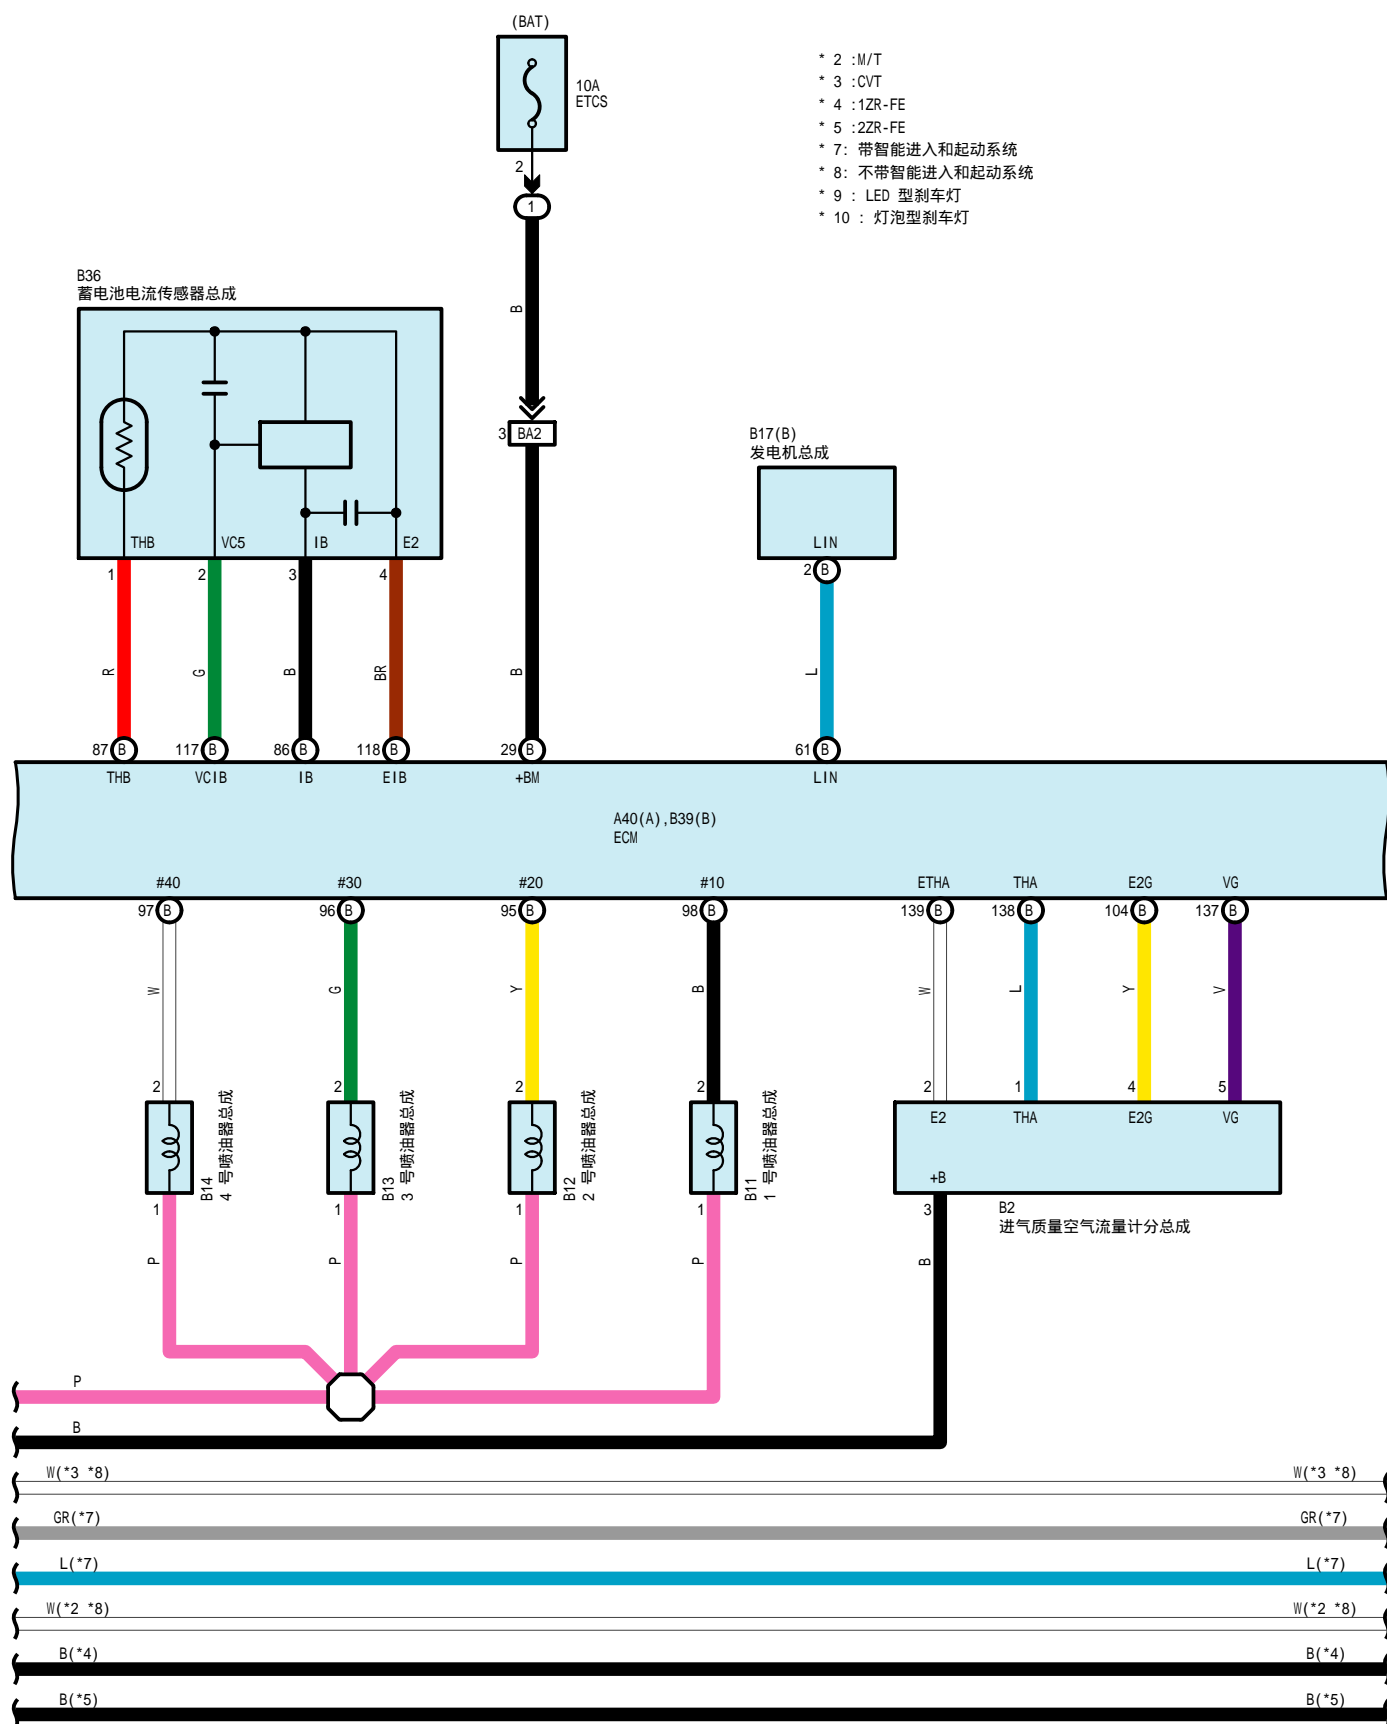 (BAT)
10A
ETCS
2
1
* 2 :M/T
* 3 :CVT
* 4 :1ZR-FE
* 5 :2ZR-FE
* 7: 带智能进入和起动系统
* 8: 不带智能进入和起动系统
* 9 : LED 型刹车灯
* 10 : 灯泡型刹车灯
B36
蓄电池电流传感器总成
B
3 BA2
B17(B)
发电机总成
THB VC5 IB E2
LIN
1 2 3 4
2 B
R G B BR B L
87 B 117 B 86 B 118 B 29 B 61 B
THB VCIB IB EIB +BM LIN
A40(A),B39(B)
ECM
#40 #30 #20 #10 ETHA THA E2G VG
97 B 96 B 95 B 98 B 139 B 138 B 104 B 137 B
W G Y B W L Y V
2 2 2 2 2 1 4 5
E2 THA E2G VG
B14
4 号喷油器总成
B13
3 号喷油器总成
B12
2 号喷油器总成
B11
1 号喷油器总成
+B
1 1 1 1 3
B2
进气质量空气流量计分总成
P P P P B
P
B
W(*3 *8) W(*3 *8)
GR(*7) GR(*7)
L(*7) L(*7)
W(*2 *8) W(*2 *8)
B(*4) B(*4)
B(*5) B(*5)